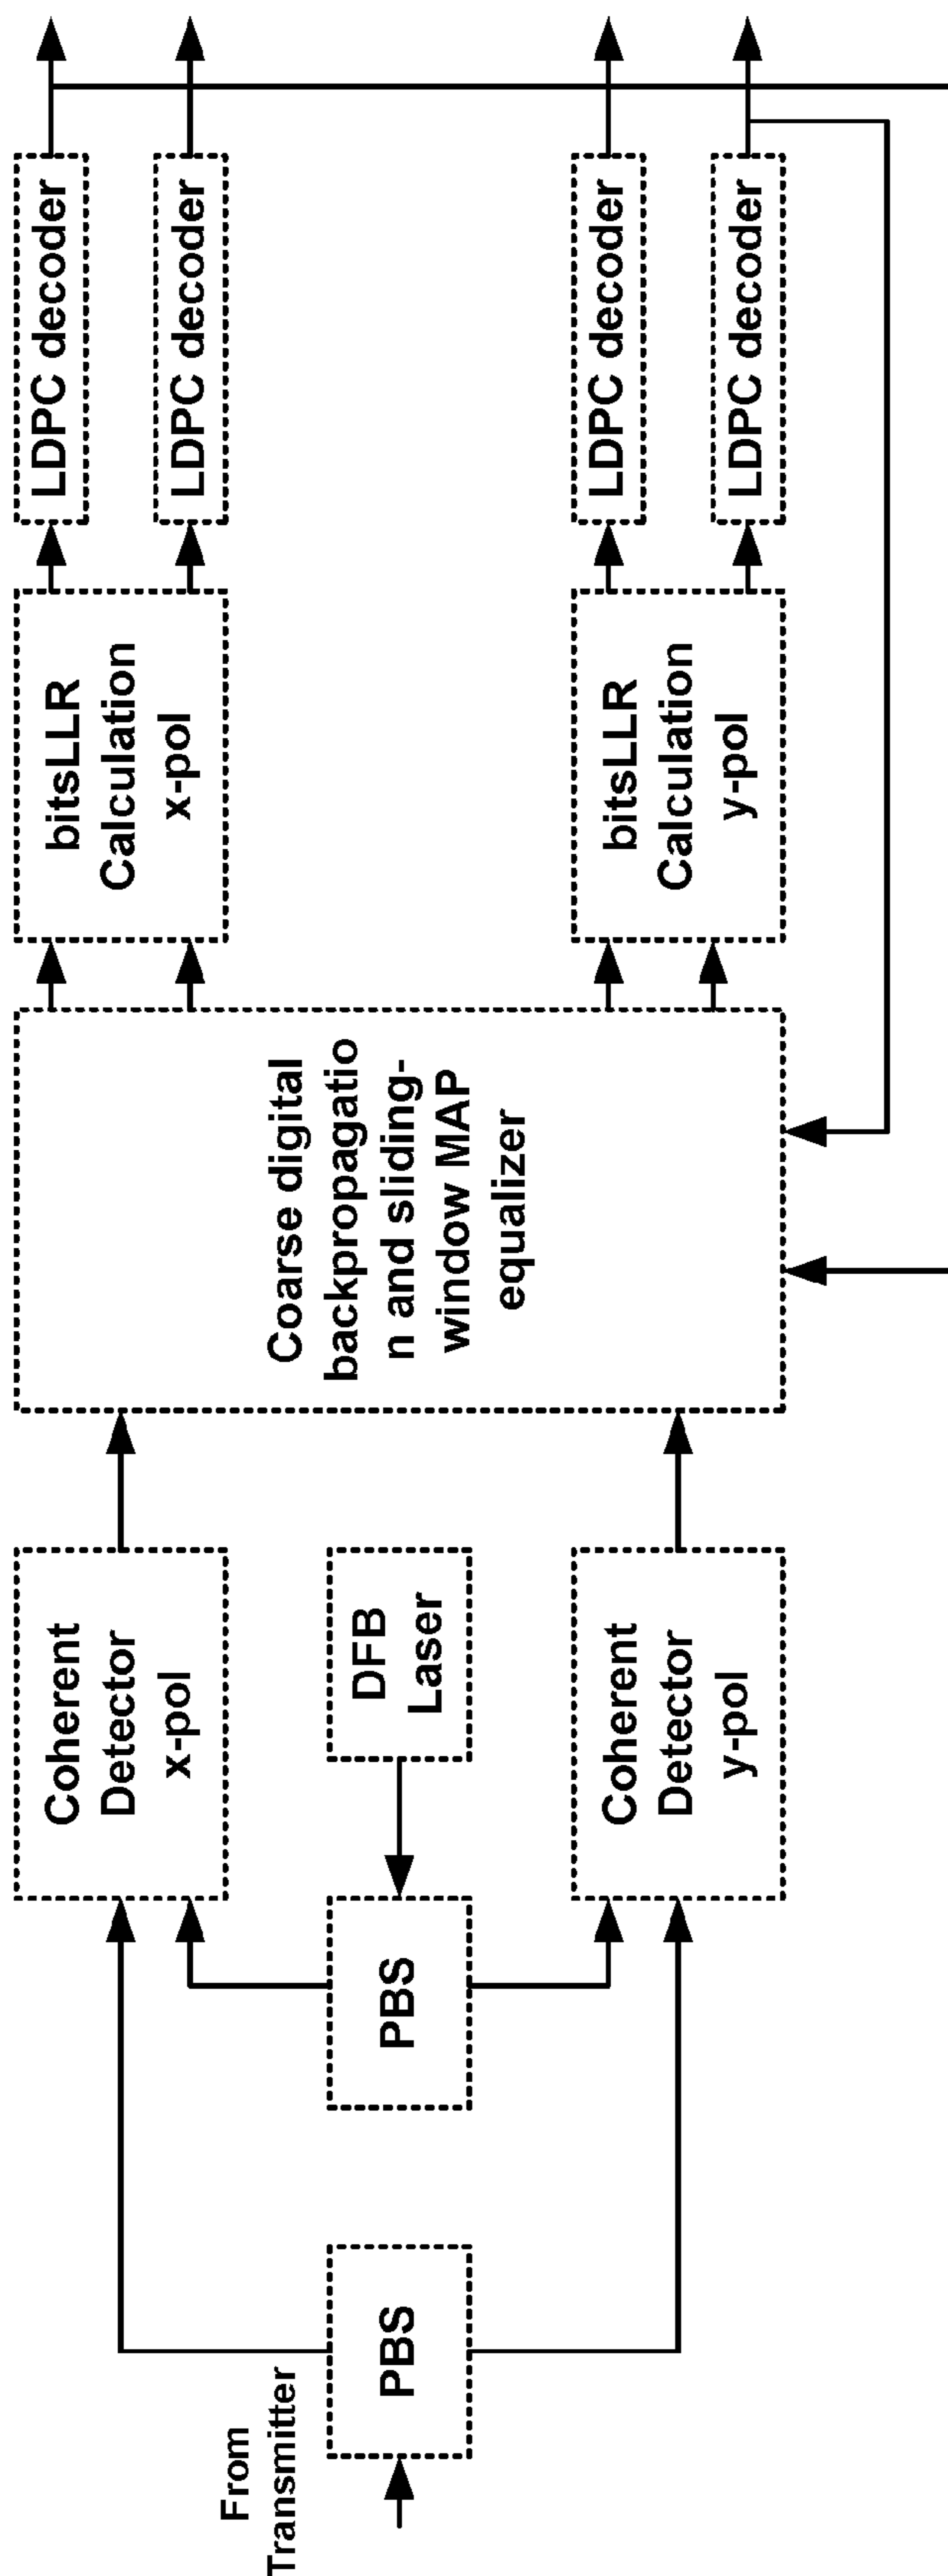 From
Transmitter
PBS
PBS
DFB
Laser
Coherent
Detector
x-pol
Coherent
Detector
y-pol
Coarse digital
backpropagatio
n and sliding-
window MAP
equalizer
bitsLLR
Calculation
x-pol
bitsLLR
Calculation
y-pol
LDPC decoder
LDPC decoder
LDPC decoder
LDPC decoder